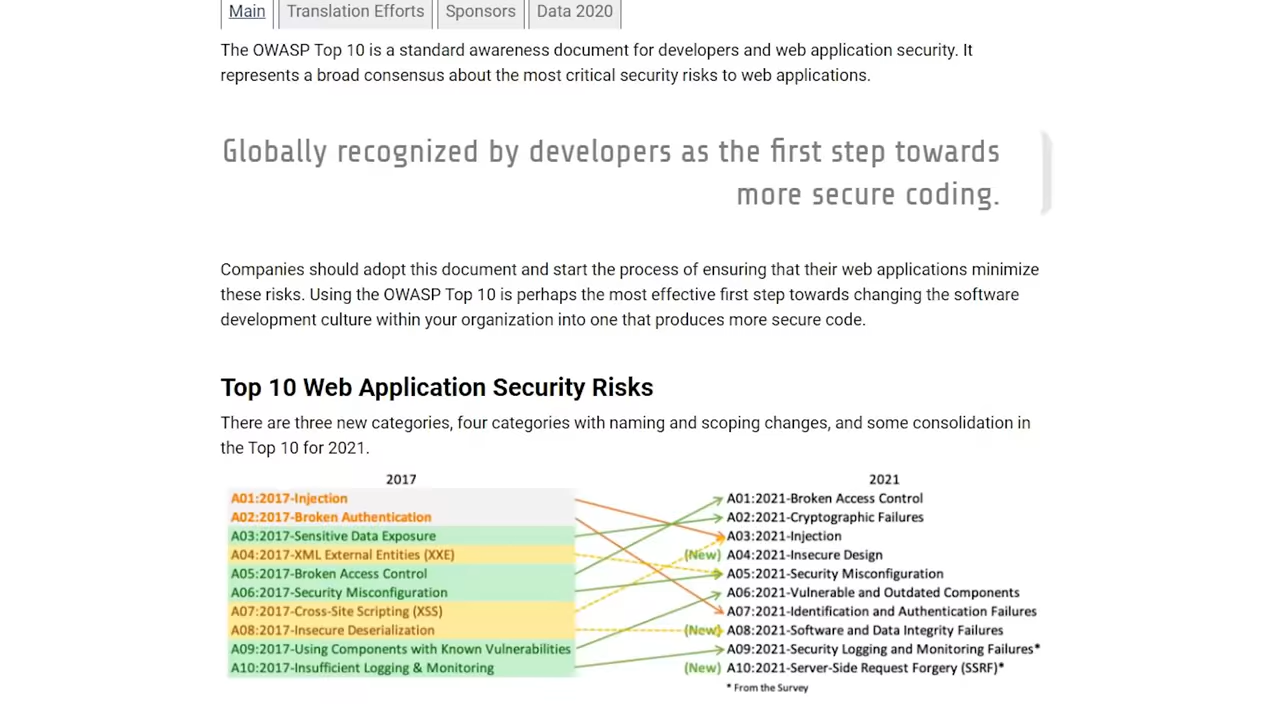 Main Translation Efforts Sponsors Data 2020
The OWASP Top 10 is a standard awareness document for developers and web application security. It
represents a broad consensus about the most critical security risks to web applications.
Globally recognized by developers as the first step towards
more secure coding.
Companies should adopt this document and start the process of ensuring that their web applications minimize
these risks. Using the OWASP Top 10 is perhaps the most effective first step towards changing the software
development culture within your organization into one that produces more secure code.
Top 10 Web Application Security Risks
There are three new categories, four categories with naming and scoping changes, and some consolidation in
the Top 10 for 2021.
2017
A01:2017-Injection
A02:2017-Broken Authentication
A03:2017-Sensitive Data Exposure
A04:2017-XML External Entities (XXE)
A05:2017-Broken Access Control
A06:2017-Security Misconfiguration
A07:2017-Cross-Site Scripting (XSS)
A08:2017-Insecure Deserialization
A09:2017-Using Components with Known Vulnerabilities
A10:2017-Insufficient Logging & Monitoring
2021
A01:2021-Broken Access Control
A02:2021-Cryptographic Failures
A03:2021-Injection
(New) A04:2021-Insecure Design
A05:2021-Security Misconfiguration
A06:2021-Vulnerable and Outdated Components
A07:2021-Identification and Authentication Failures
(New) A08:2021-Software and Data Integrity Failures
A09:2021-Security Logging and Monitoring Failures*
(New) A10:2021-Server-Side Request Forgery (SSRF)*
* From the Survey